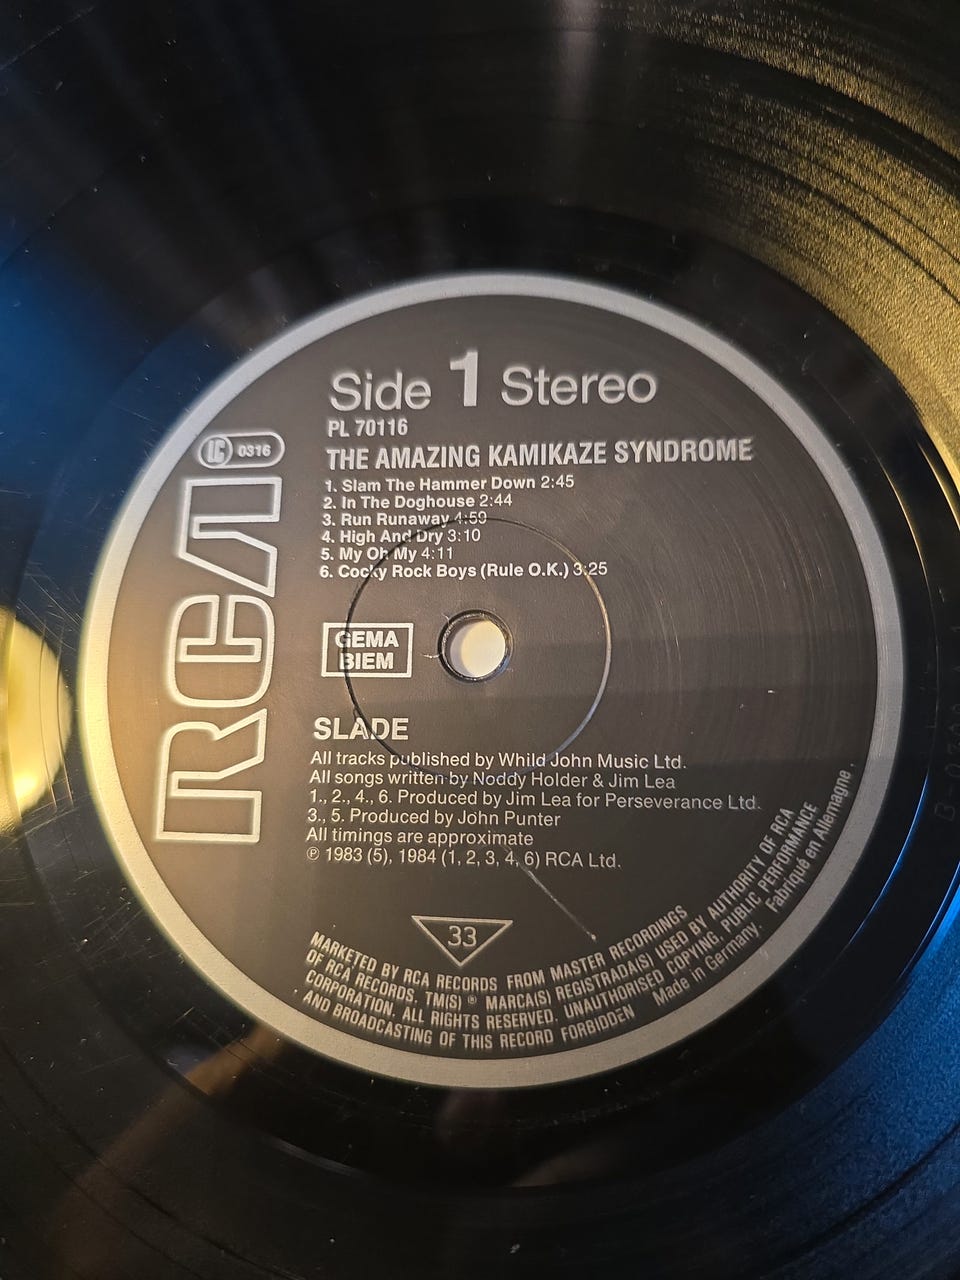 Side 1 Stereo
PL 70116
LC 0316
THE AMAZING KAMIKAZE SYNDROME
1. Slam The Hammer Down 2:45
2. In The Doghouse 2:44
3. Run Runaway 4:59
4. High And Dry 3:10
5. My Oh My 4:11
6. Cocky Rock Boys (Rule O.K.) 3:25
RCA
GEMA
BIEM
SLADE
All tracks published by Whild John Music Ltd.
All songs written by Noddy Holder & Jim Lea
1., 2., 4., 6. Produced by Jim Lea for Perseverance Ltd.
3., 5. Produced by John Punter
All timings are approximate
℗ 1983 (5), 1984 (1, 2, 3, 4, 6) RCA Ltd.
33
MARKETED BY RCA RECORDS FROM MASTER RECORDINGS
OF RCA RECORDS. TM(S) ® MARCA(S) REGISTRADA(S) USED BY AUTHORITY OF RCA
CORPORATION. ALL RIGHTS RESERVED. UNAUTHORISED COPYING, PUBLIC PERFORMANCE
AND BROADCASTING OF THIS RECORD FORBIDDEN Made in Germany. Fabriqué en Allemagne.